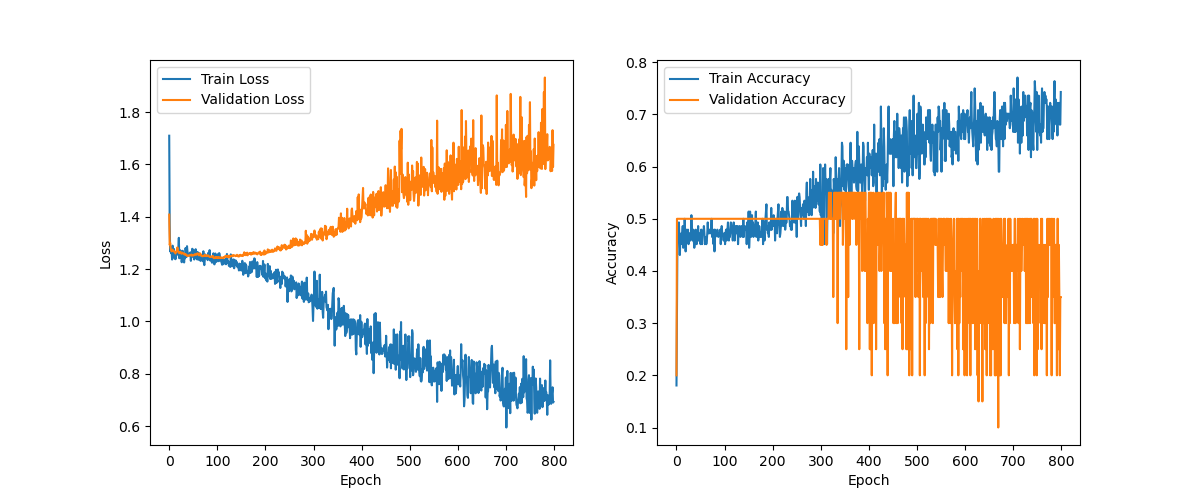 Train Loss
Validation Loss
1.8
1.6
1.4
1.2
1.0
0.8
0.6
Loss
0 100 200 300 400 500 600 700 800
Epoch
Train Accuracy
Validation Accuracy
0.8
0.7
0.6
0.5
0.4
0.3
0.2
0.1
Accuracy
0 100 200 300 400 500 600 700 800
Epoch